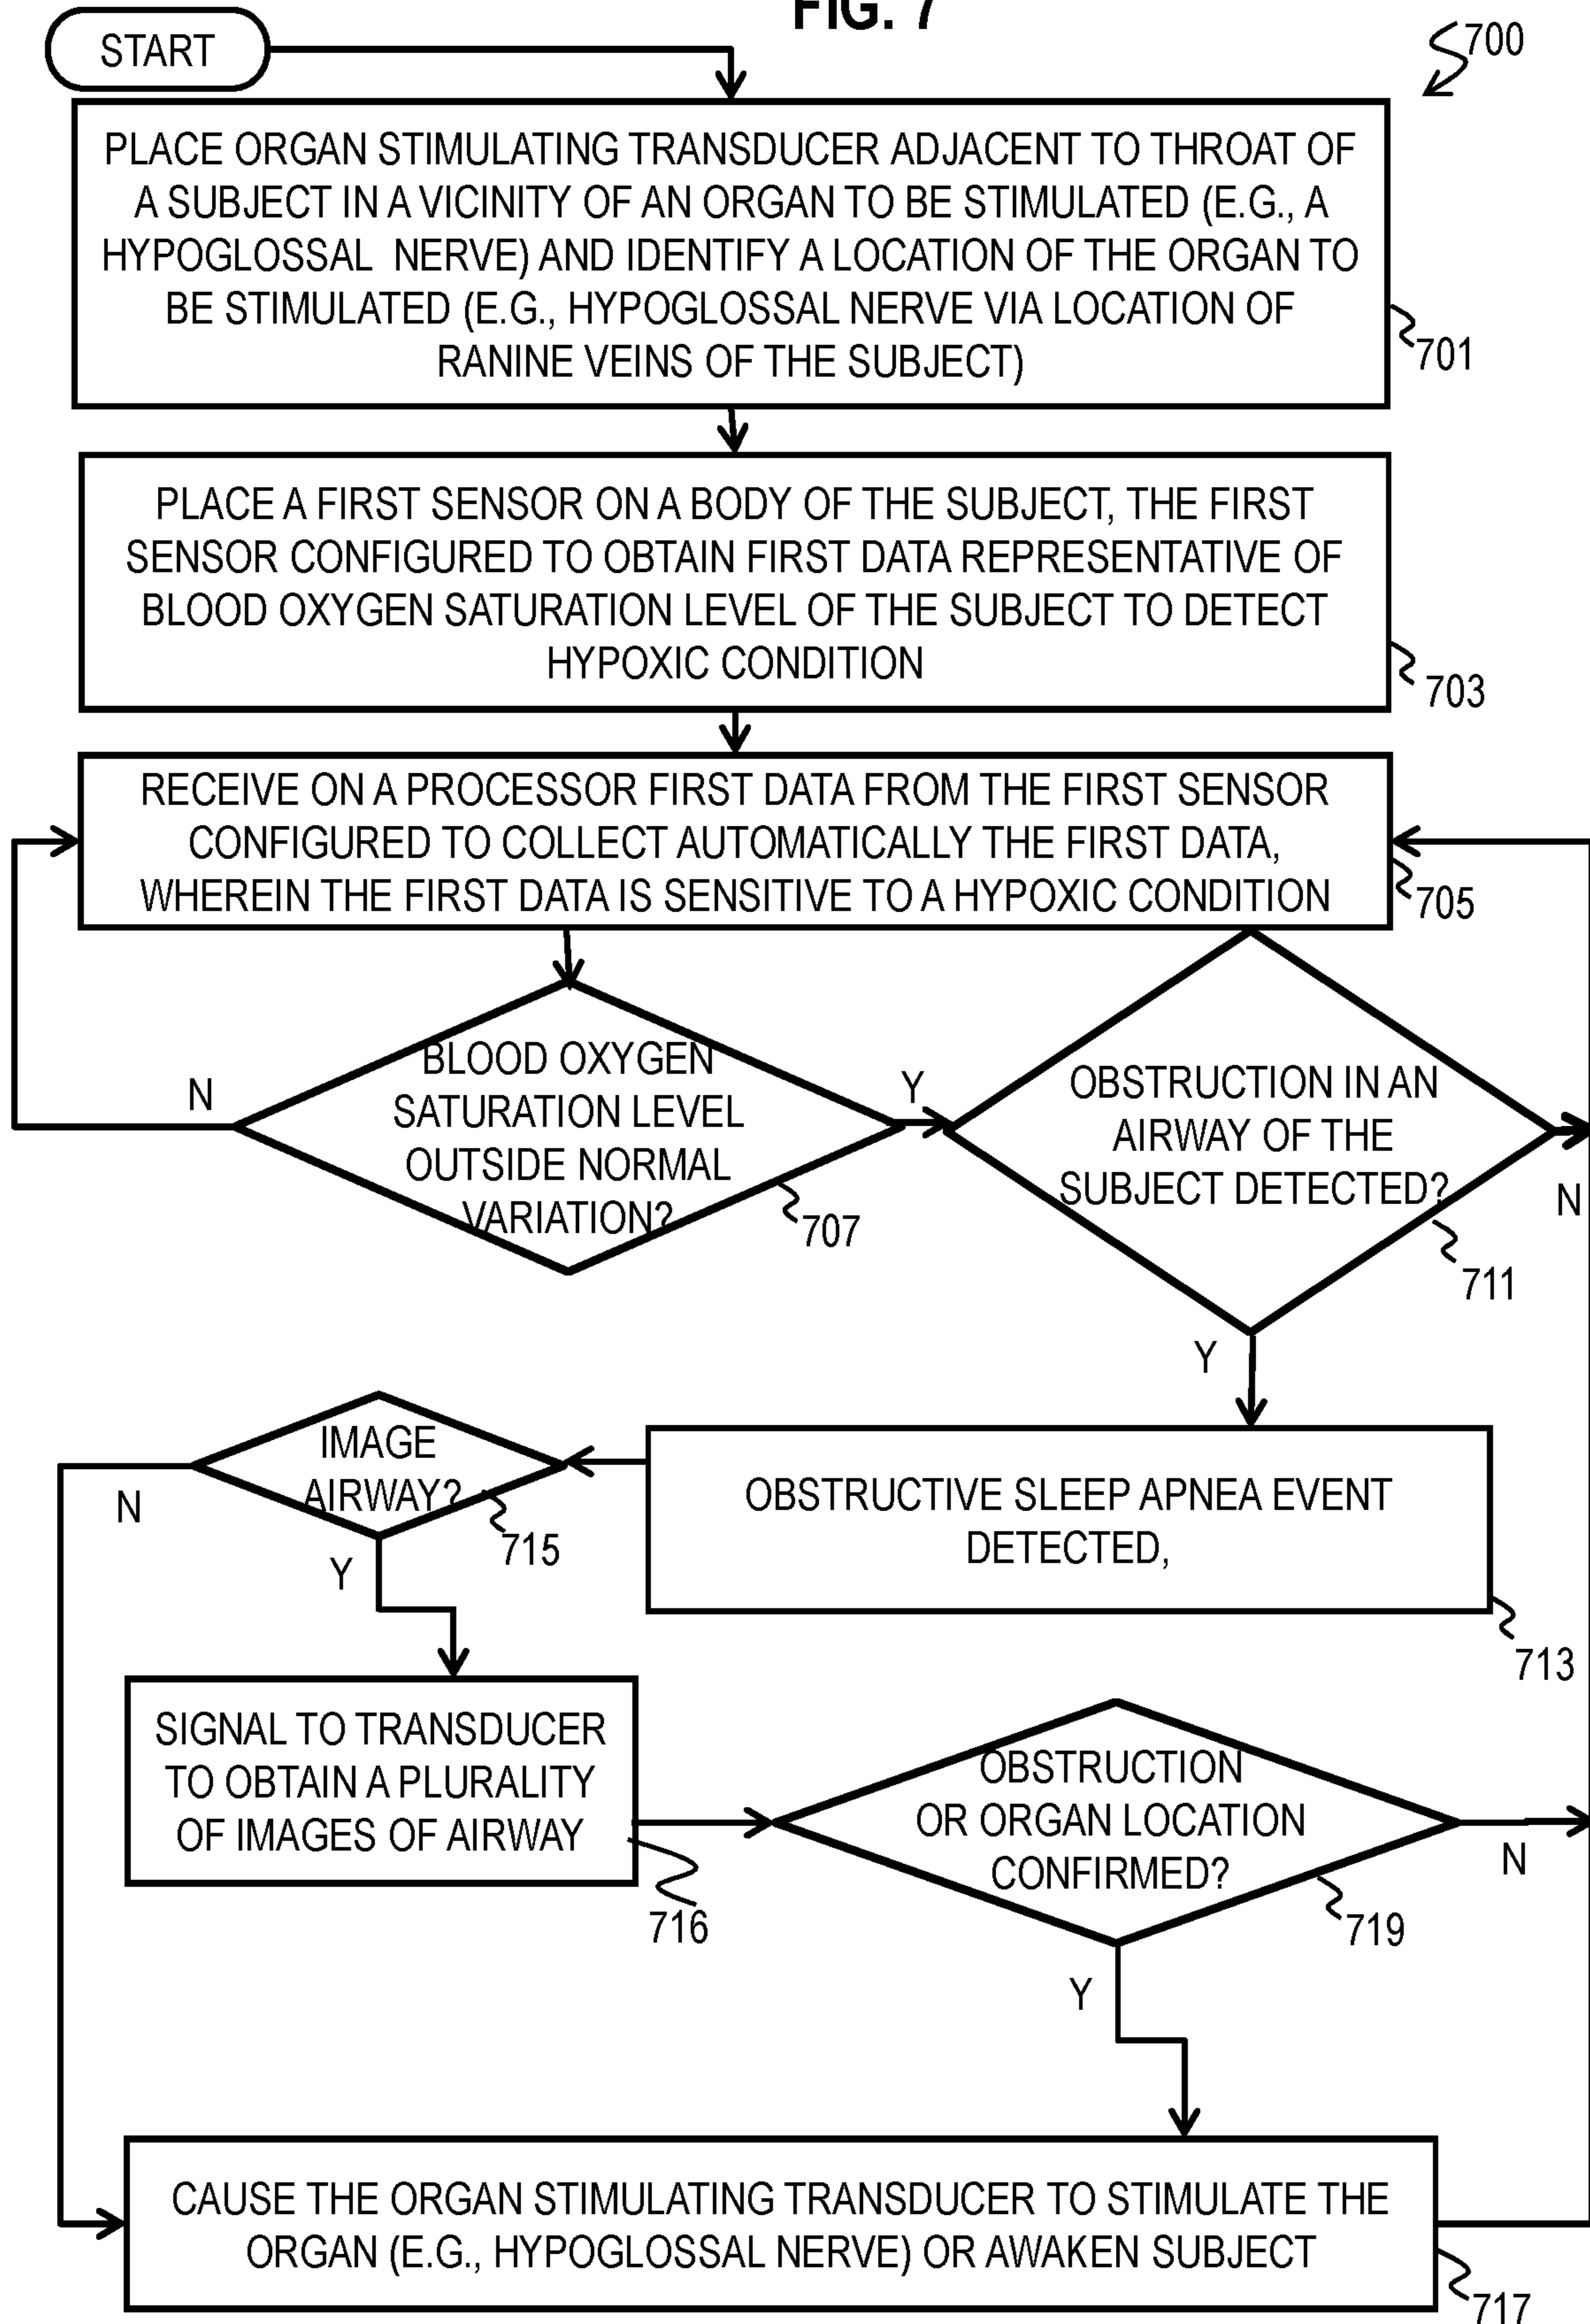 FIG. 7
START
700
PLACE ORGAN STIMULATING TRANSDUCER ADJACENT TO THROAT OF
A SUBJECT IN A VICINITY OF AN ORGAN TO BE STIMULATED (E.G., A
HYPOGLOSSAL NERVE) AND IDENTIFY A LOCATION OF THE ORGAN TO
BE STIMULATED (E.G., HYPOGLOSSAL NERVE VIA LOCATION OF
RANINE VEINS OF THE SUBJECT)
701
PLACE A FIRST SENSOR ON A BODY OF THE SUBJECT, THE FIRST
SENSOR CONFIGURED TO OBTAIN FIRST DATA REPRESENTATIVE OF
BLOOD OXYGEN SATURATION LEVEL OF THE SUBJECT TO DETECT
HYPOXIC CONDITION
703
RECEIVE ON A PROCESSOR FIRST DATA FROM THE FIRST SENSOR
CONFIGURED TO COLLECT AUTOMATICALLY THE FIRST DATA,
WHEREIN THE FIRST DATA IS SENSITIVE TO A HYPOXIC CONDITION
705
BLOOD OXYGEN
SATURATION LEVEL
OUTSIDE NORMAL
VARIATION?
707
N
Y
OBSTRUCTION IN AN
AIRWAY OF THE
SUBJECT DETECTED?
711
N
Y
OBSTRUCTIVE SLEEP APNEA EVENT
DETECTED,
713
IMAGE
AIRWAY?
715
N
Y
SIGNAL TO TRANSDUCER
TO OBTAIN A PLURALITY
OF IMAGES OF AIRWAY
716
OBSTRUCTION
OR ORGAN LOCATION
CONFIRMED?
719
N
Y
CAUSE THE ORGAN STIMULATING TRANSDUCER TO STIMULATE THE
ORGAN (E.G., HYPOGLOSSAL NERVE) OR AWAKEN SUBJECT
717